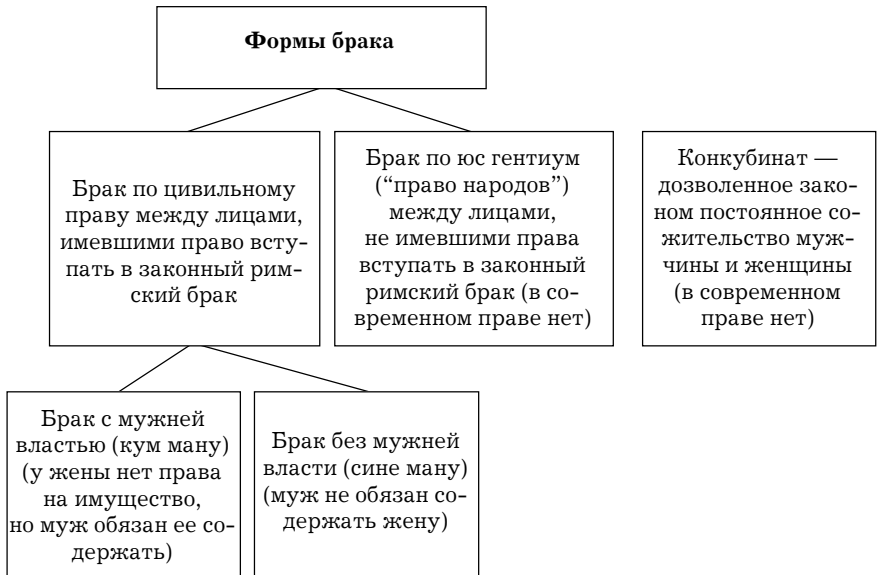 Формы брака
Брак по цивильному
праву между лицами,
имевшими право всту-
пать в законный рим-
ский брак
Брак по юс гентиум
(“право народов”)
между лицами,
не имевшими права
вступать в законный
римский брак (в со-
временном праве нет)
Конкубинат —
дозволенное зако-
ном постоянное со-
жительство муж-
чины и женщины
(в современном
праве нет)
Брак с мужней
властью (кум ману)
(у жены нет права
на имущество,
но муж обязан ее со-
держать)
Брак без мужней
власти (сине ману)
(муж не обязан со-
держать жену)